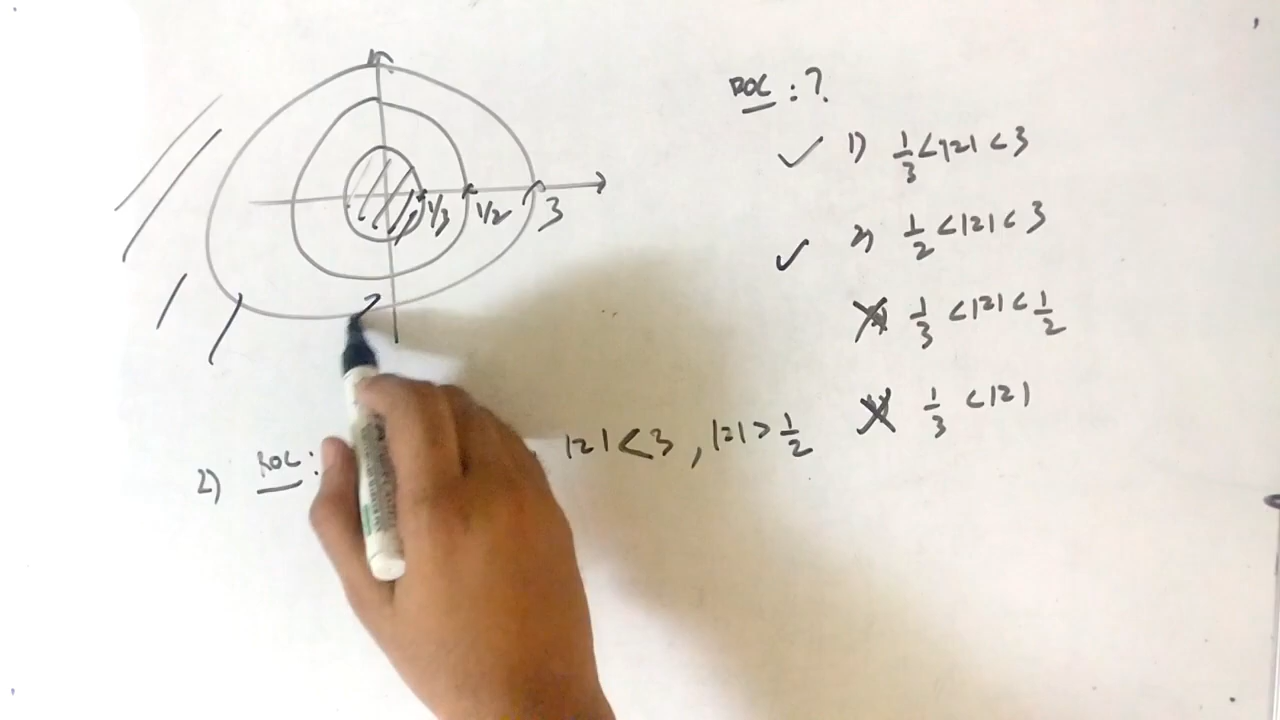 ROC : ?
1) 1/3 < |z| < 3
2) 1/2 < |z| < 3
1/3 < |z| < 1/2
1/3 < |z|
1/3 1/2 3
2) ROC : |z| < 3 , |z| > 1/2